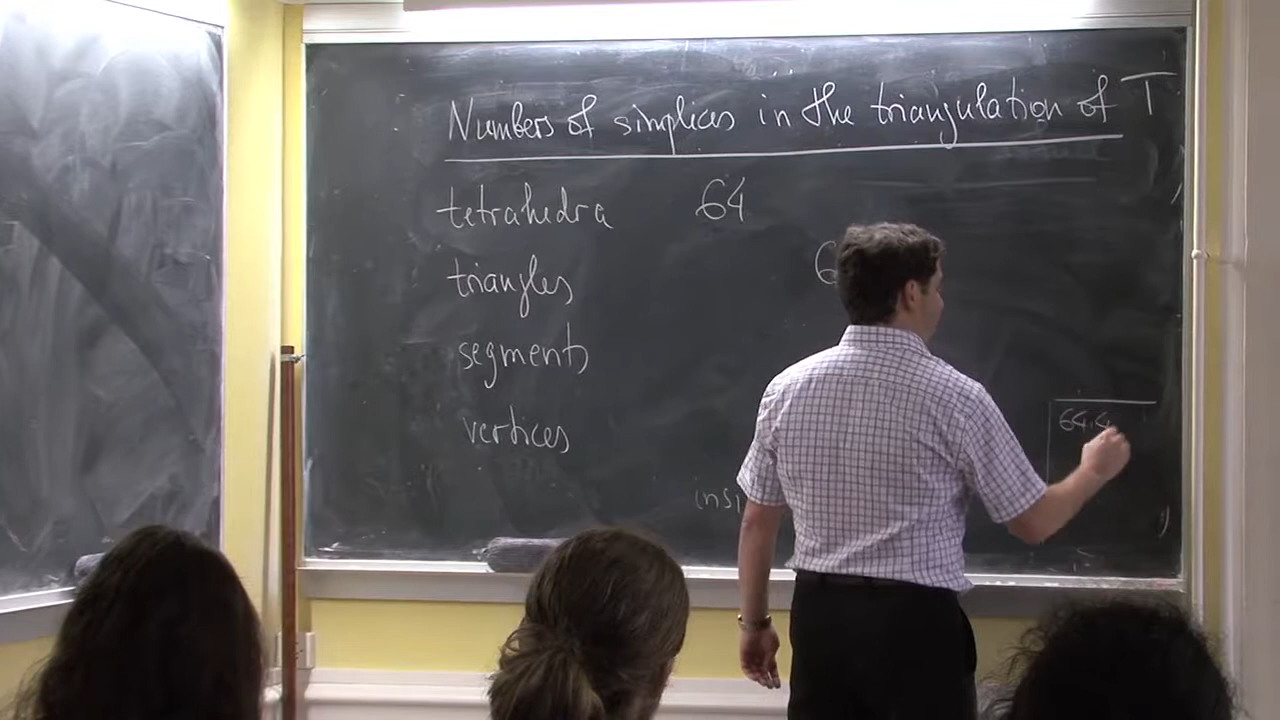 Numbers of simplices in the triangulation of T
tetrahedra 64
triangles 6
segments
vertices
64.4
insi